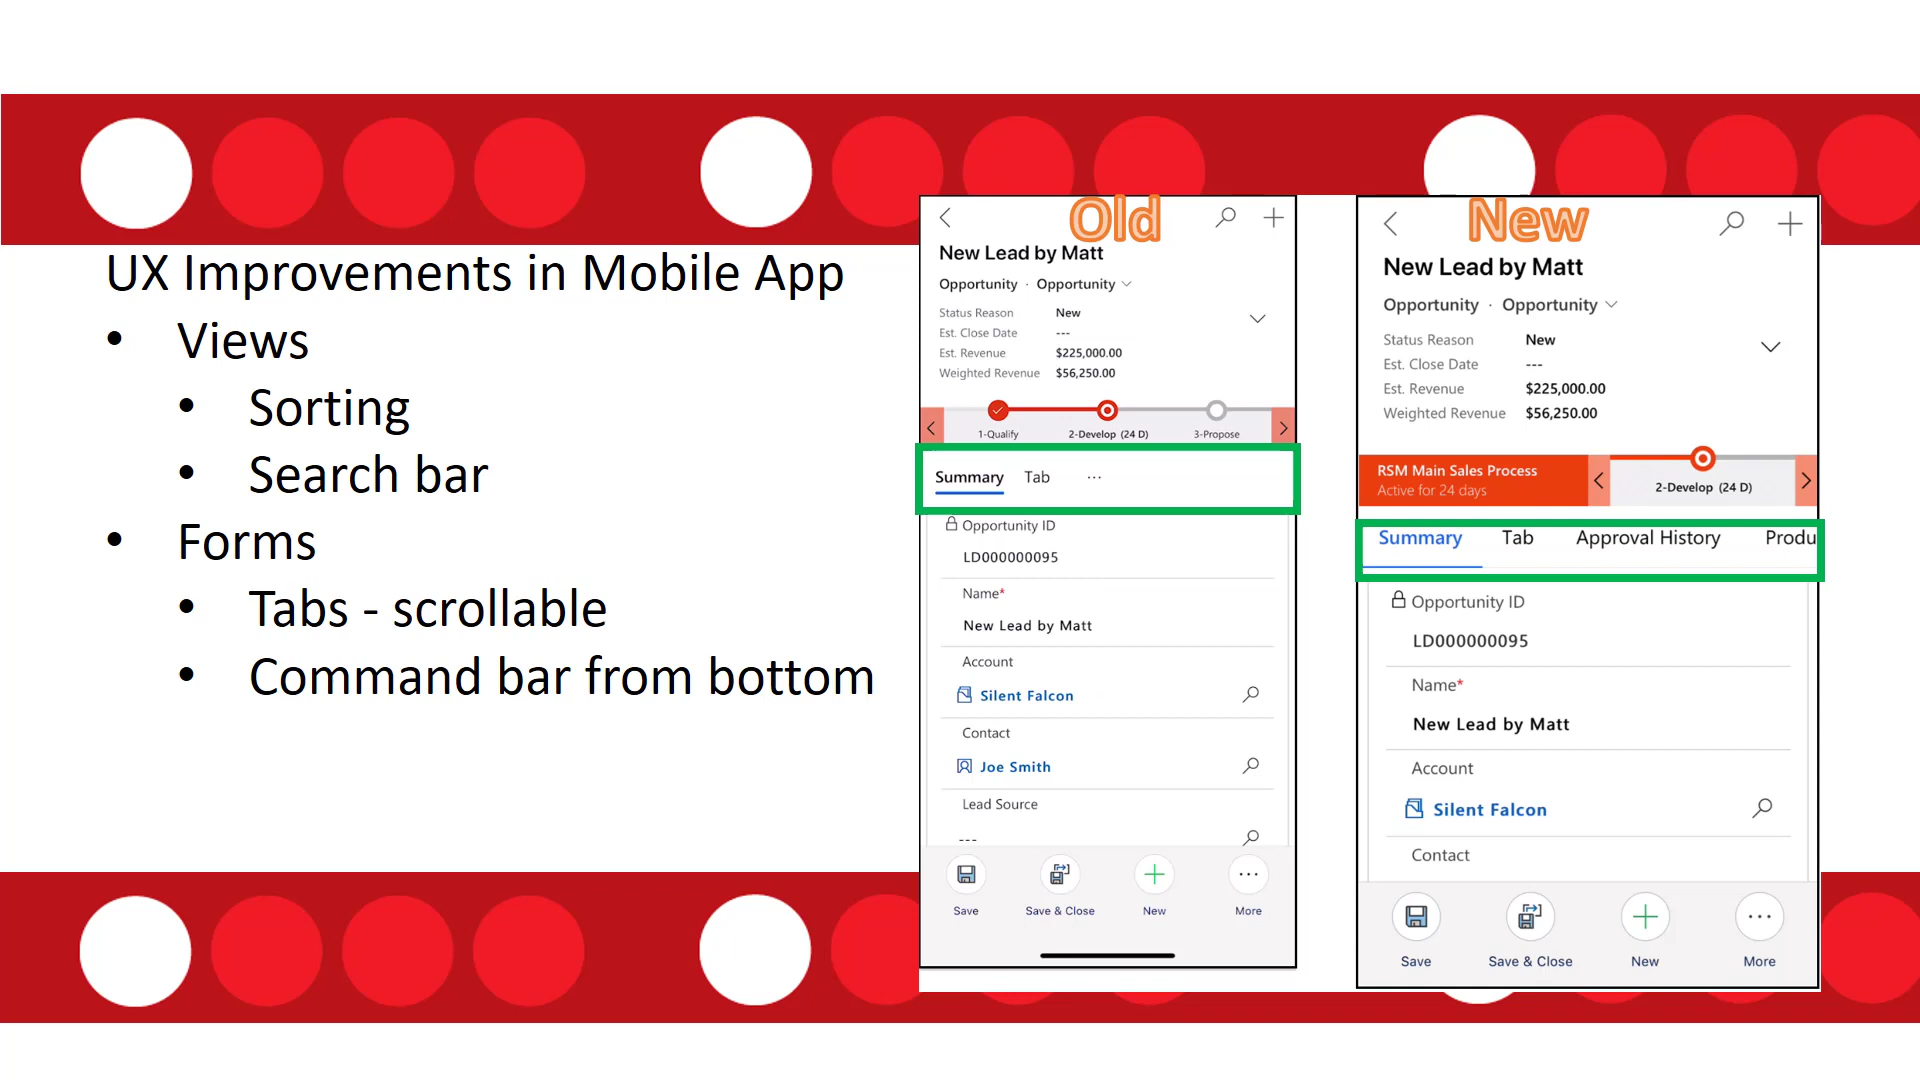 UX Improvements in Mobile App
• Views
• Sorting
• Search bar
• Forms
• Tabs - scrollable
• Command bar from bottom
Old
New Lead by Matt
Opportunity · Opportunity
Status Reason New
Est. Close Date ---
Est. Revenue $225,000.00
Weighted Revenue $56,250.00
1-Qualify 2-Develop (24 D) 3-Propose
Summary Tab ...
Opportunity ID
LD000000095
Name*
New Lead by Matt
Account
Silent Falcon
Contact
Joe Smith
Lead Source
---
Save Save & Close New More
New
New Lead by Matt
Opportunity · Opportunity
Status Reason New
Est. Close Date ---
Est. Revenue $225,000.00
Weighted Revenue $56,250.00
RSM Main Sales Process
Active for 24 days
2-Develop (24 D)
Summary Tab Approval History Produ
Opportunity ID
LD000000095
Name*
New Lead by Matt
Account
Silent Falcon
Contact
Save Save & Close New More